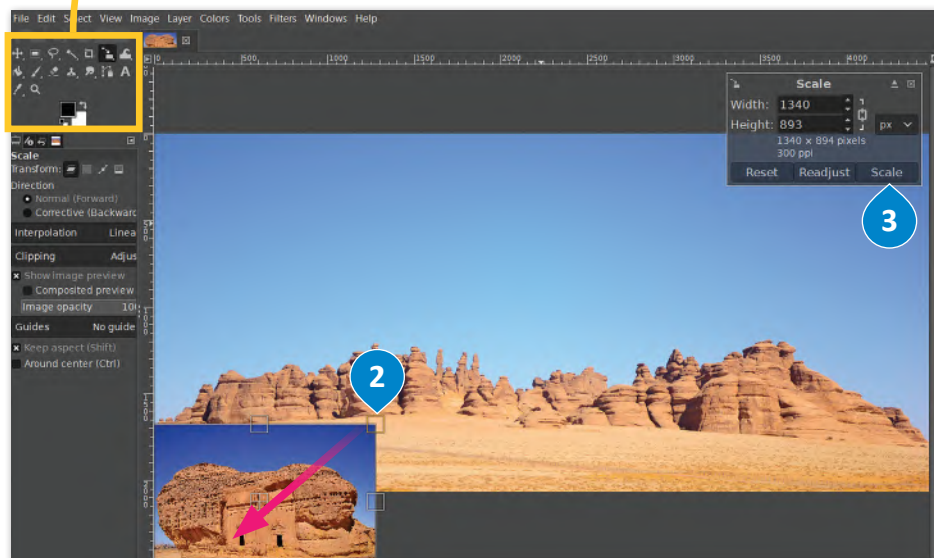 File Edit Select View Image Layer Colors Tools Filters Windows Help
0 500 1000 1500 2000 2500 3000 3500 4000
Scale
Width: 1340
Height: 893
px
1340 x 894 pixels
300 ppi
Reset Readjust Scale
3
Scale
Transform:
Direction
Normal (Forward)
Corrective (Backward
Interpolation Linea
Clipping Adjus
Show image preview
Composited preview
Image opacity 10
Guides No guide
Keep aspect (Shift)
Around center (Ctrl)
2